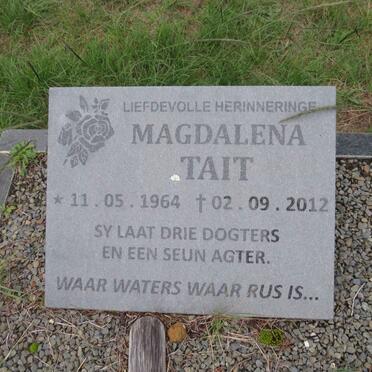 LIEFDEVOLLE HERINNERINGE
MAGDALENA
TAIT
* 11 . 05 . 1964 † 02 . 09 . 2012
SY LAAT DRIE DOGTERS
EN EEN SEUN AGTER.
WAAR WATERS WAAR RUS IS...